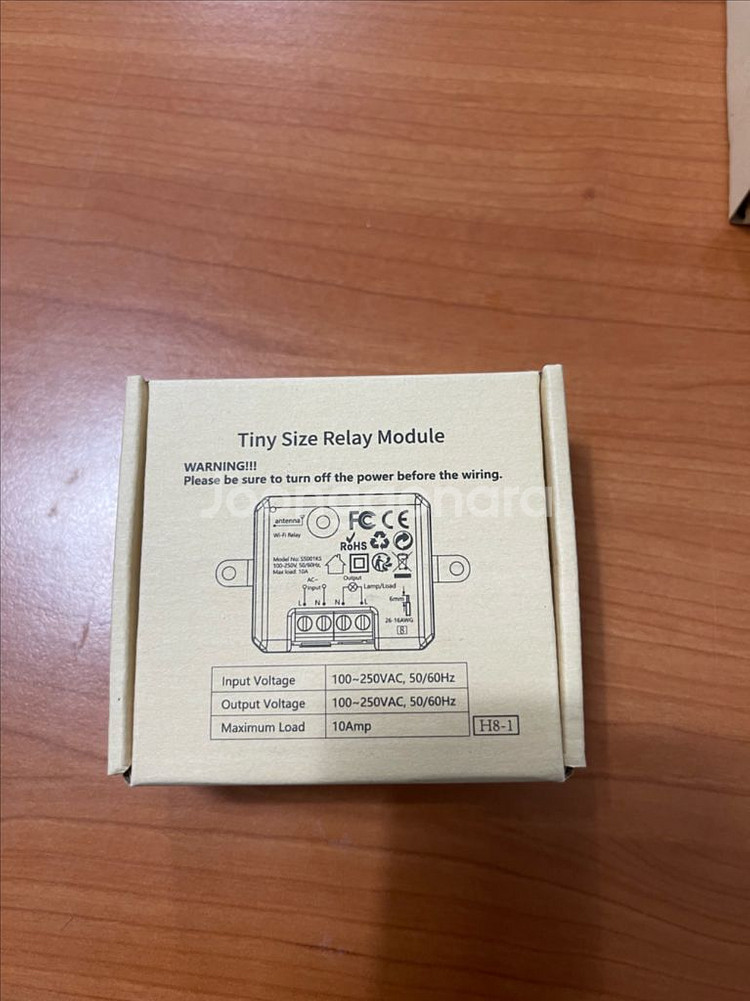 Tiny Size Relay Module
WARNING!!!
Please be sure to turn off the power before the wiring.
Joongonara
antenna
Wi-Fi Relay
FC CE
RoHS
Model No: SS001KS
100-250V, 50/60Hz,
Max load: 10A
AC~
Input
Output
Lamp/Load
L N N L
6mm
26-16AWG
8
Input Voltage 100~250VAC, 50/60Hz
Output Voltage 100~250VAC, 50/60Hz
Maximum Load 10Amp
H8-1